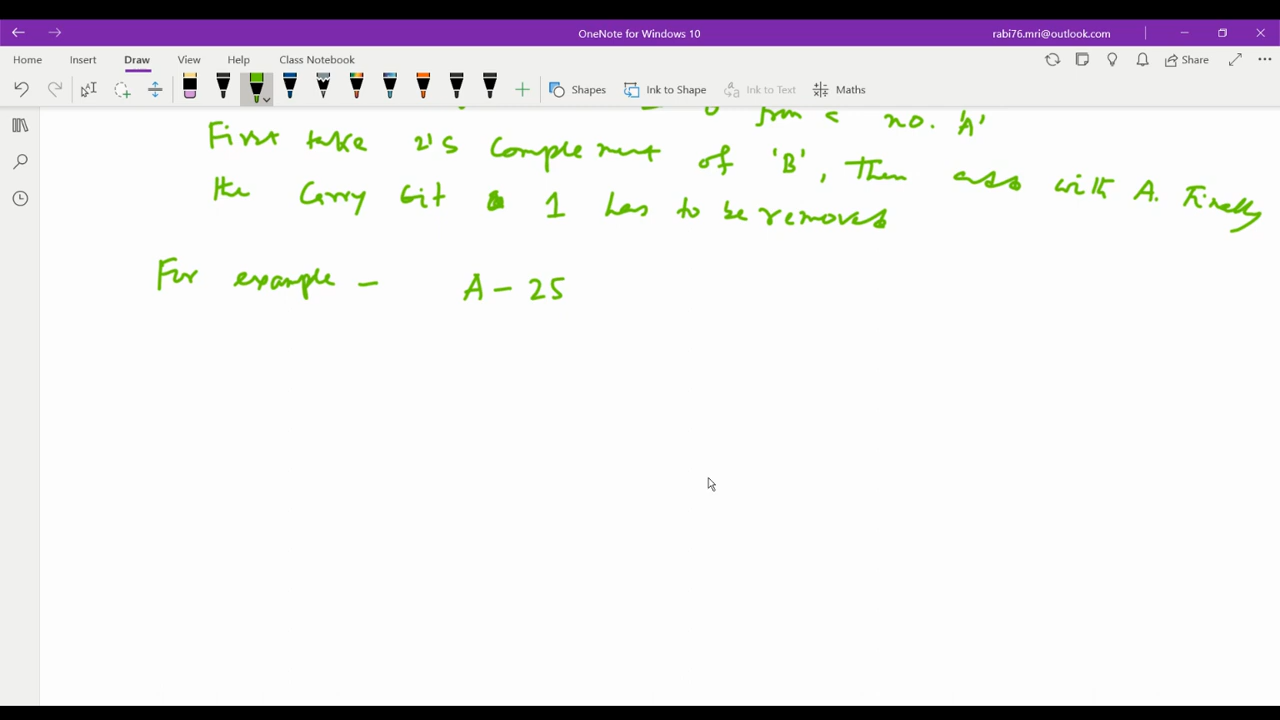 OneNote for Windows 10
rabi76.mri@outlook.com
Home Insert Draw View Help Class Notebook
Share
Shapes Ink to Shape Ink to Text Maths
from no. 'A'
First take 2's complement of 'B', Then add with A. Finally
the carry bit 1 has to be removed
For example - A - 25